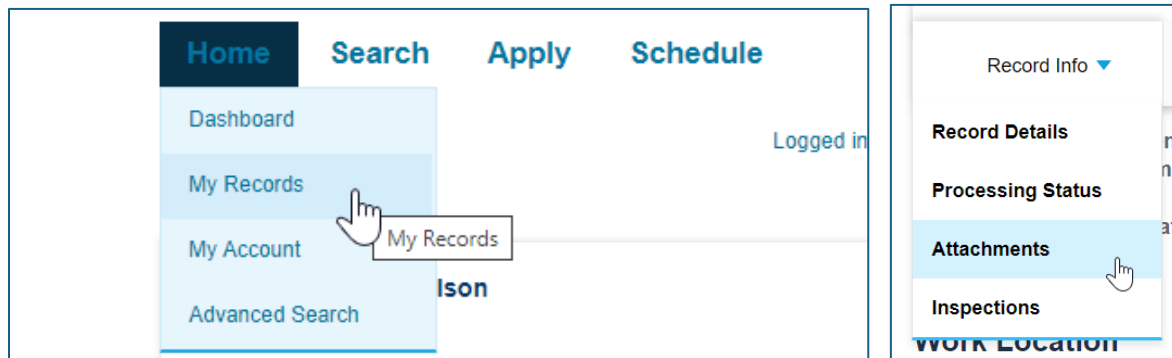 Home Search Apply Schedule
Dashboard
Logged in
My Records
My Records
My Account
lson
Advanced Search
Record Info
Record Details
Processing Status
Attachments
Inspections
Work Location